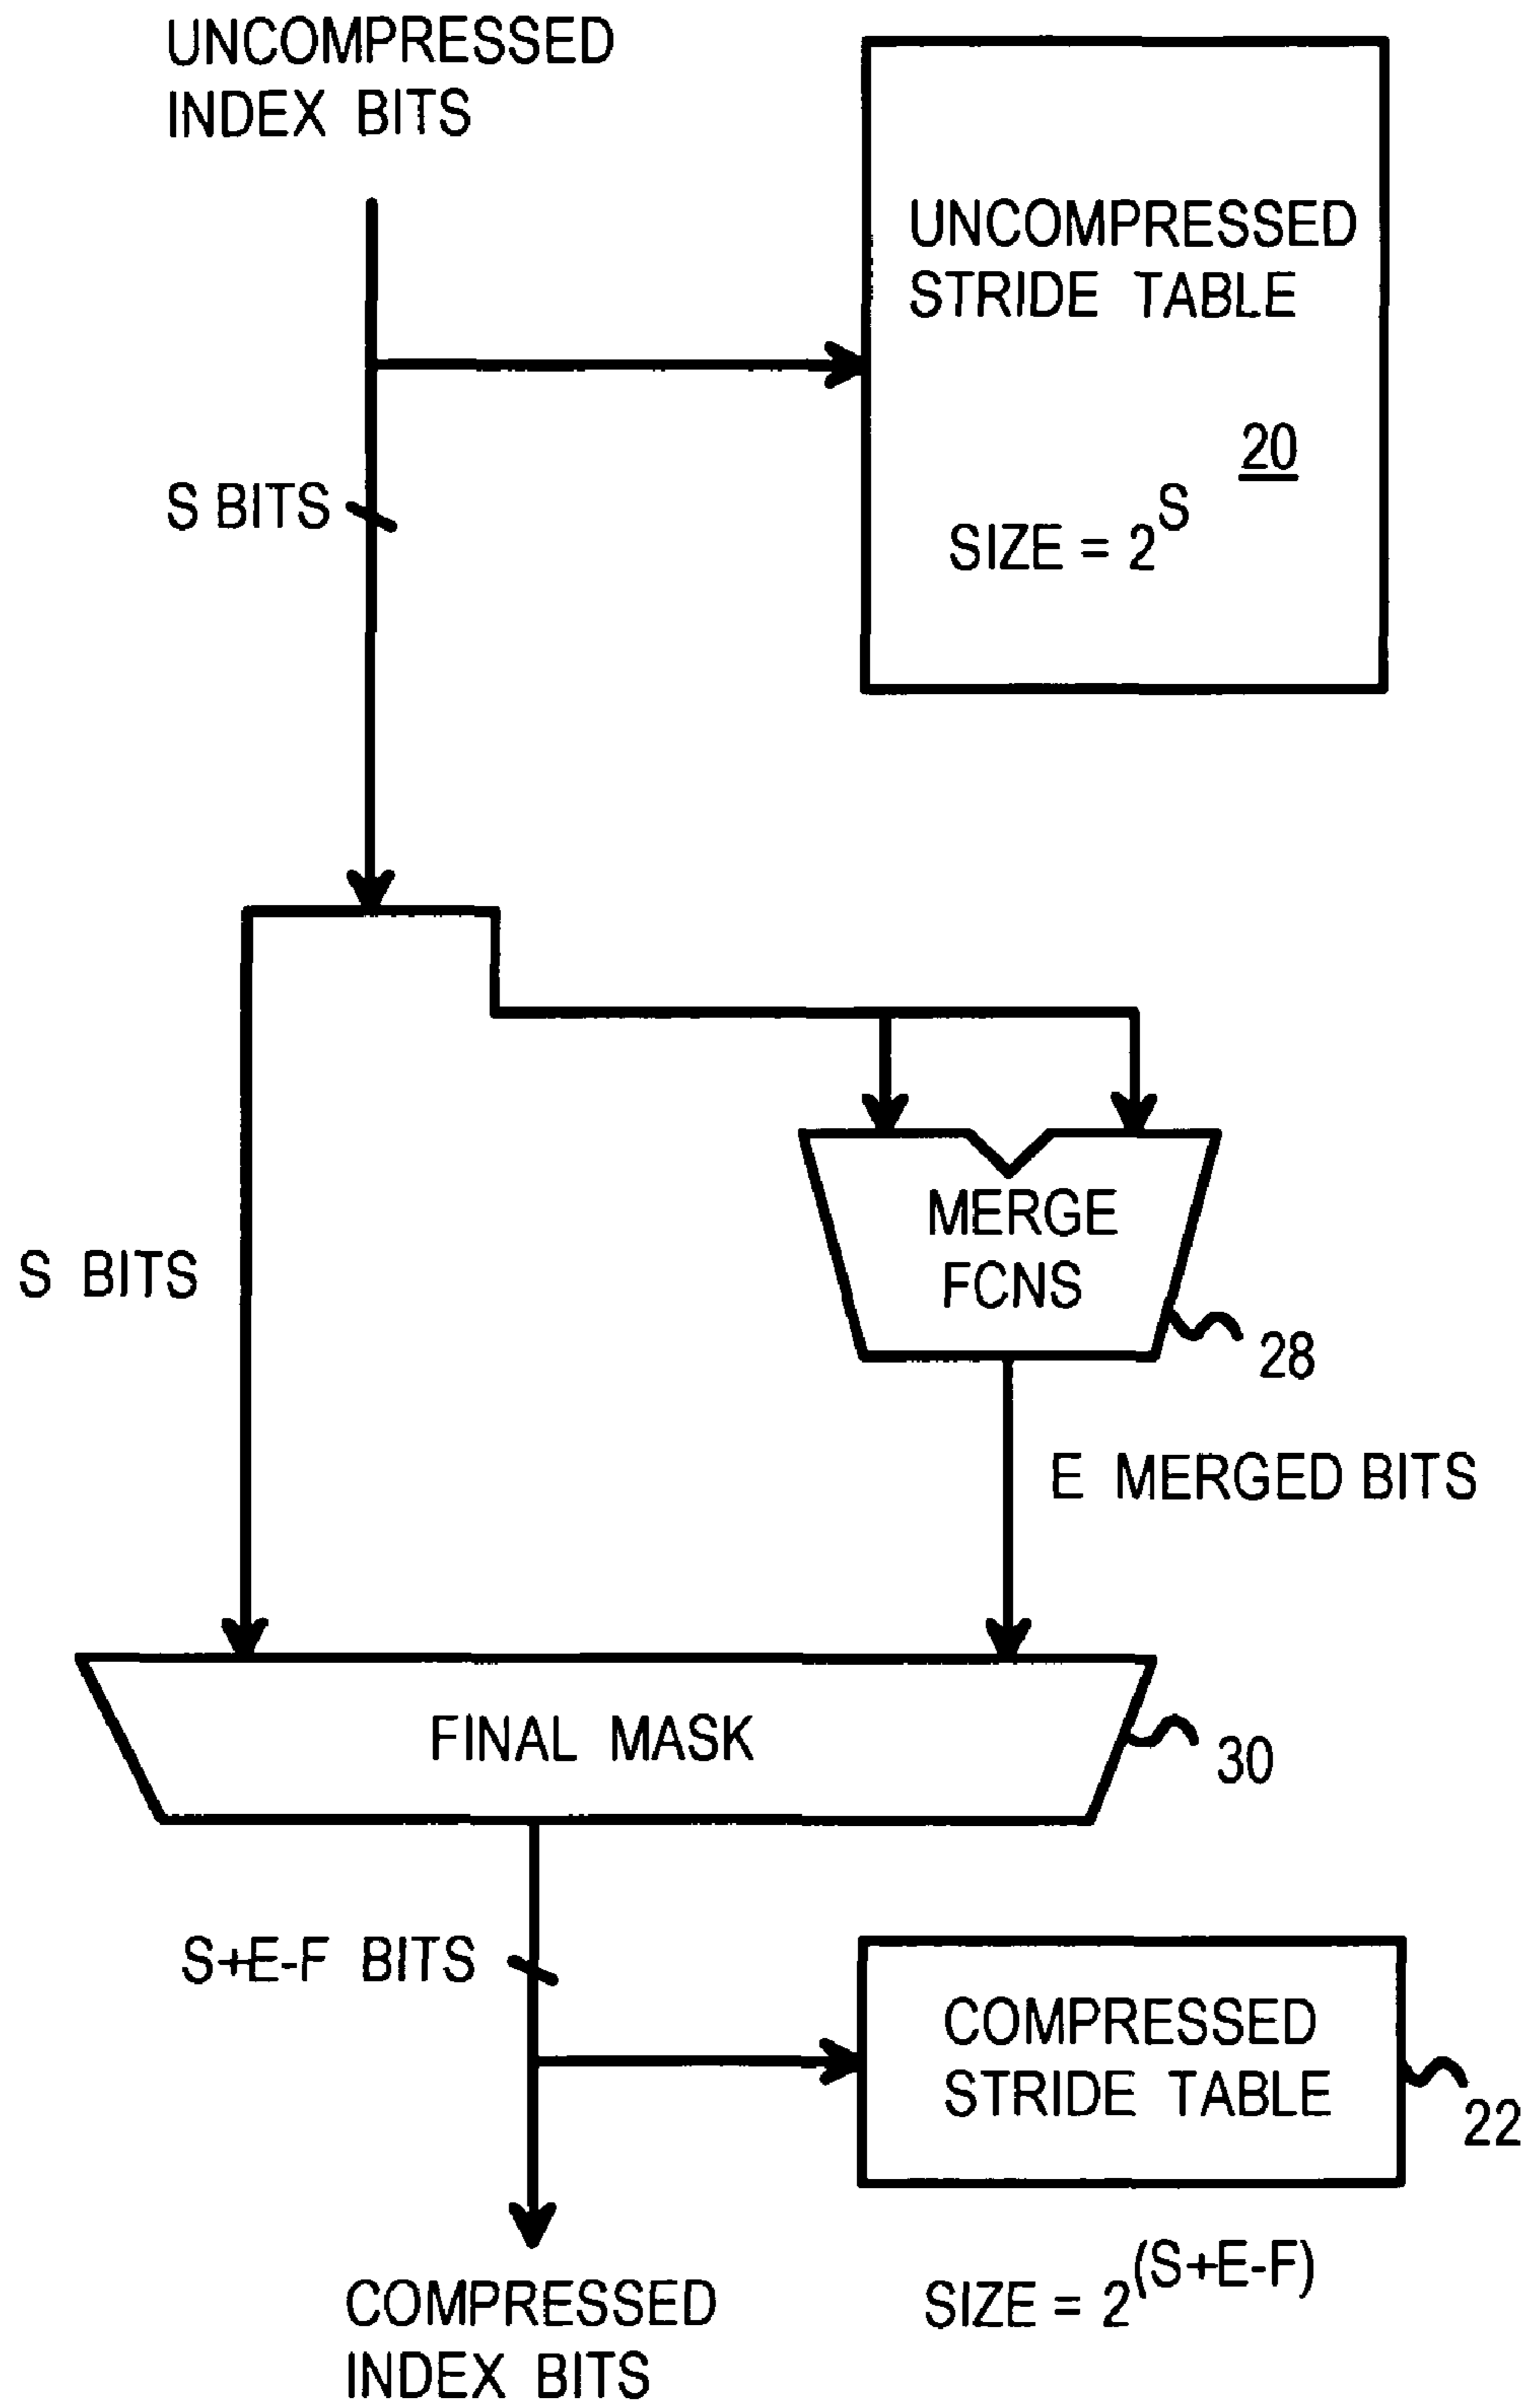 UNCOMPRESSED
INDEX BITS
UNCOMPRESSED
STRIDE TABLE
20
S BITS
SIZE = 2^S
MERGE
FCNS
28
S BITS
E MERGED BITS
FINAL MASK
30
S+E-F BITS
COMPRESSED
STRIDE TABLE
22
COMPRESSED
INDEX BITS
SIZE = 2^(S+E-F)